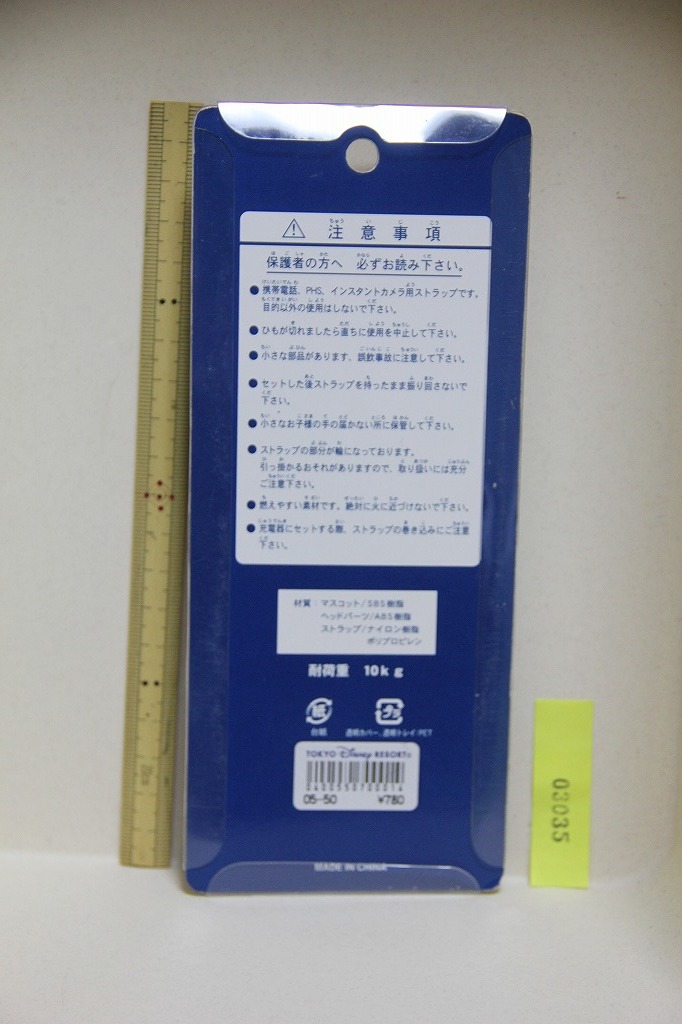 注意事項
保護者の方へ 必ずお読み下さい。
●携帯電話、PHS、インスタントカメラ用ストラップです。
目的以外の使用はしないで下さい。
●ひもが切れましたら直ちに使用を中止して下さい。
●小さな部品があります、誤飲事故に注意して下さい。
●セットした後ストラップを持ったまま振り回さないで
下さい。
●小さなお子様の手の届かない所に保管して下さい。
●ストラップの部分が輪になっております。
引っ掛かるおそれがありますので、取り扱いには充分
ご注意下さい。
●燃えやすい素材です。絶対に火に近づけないで下さい。
●充電器にセットする際、ストラップの巻き込みにご注意
下さい。
材質：マスコット/SBS樹脂
ヘッドパーツ/ABS樹脂
ストラップ/ナイロン樹脂
ポリプロピレン
耐荷重 10kg
紙 プラ
台紙 透明カバー、透明トレイ:PET
TOKYO Disney RESORT®
0400550700014
05-50 ¥780
MADE IN CHINA
03035